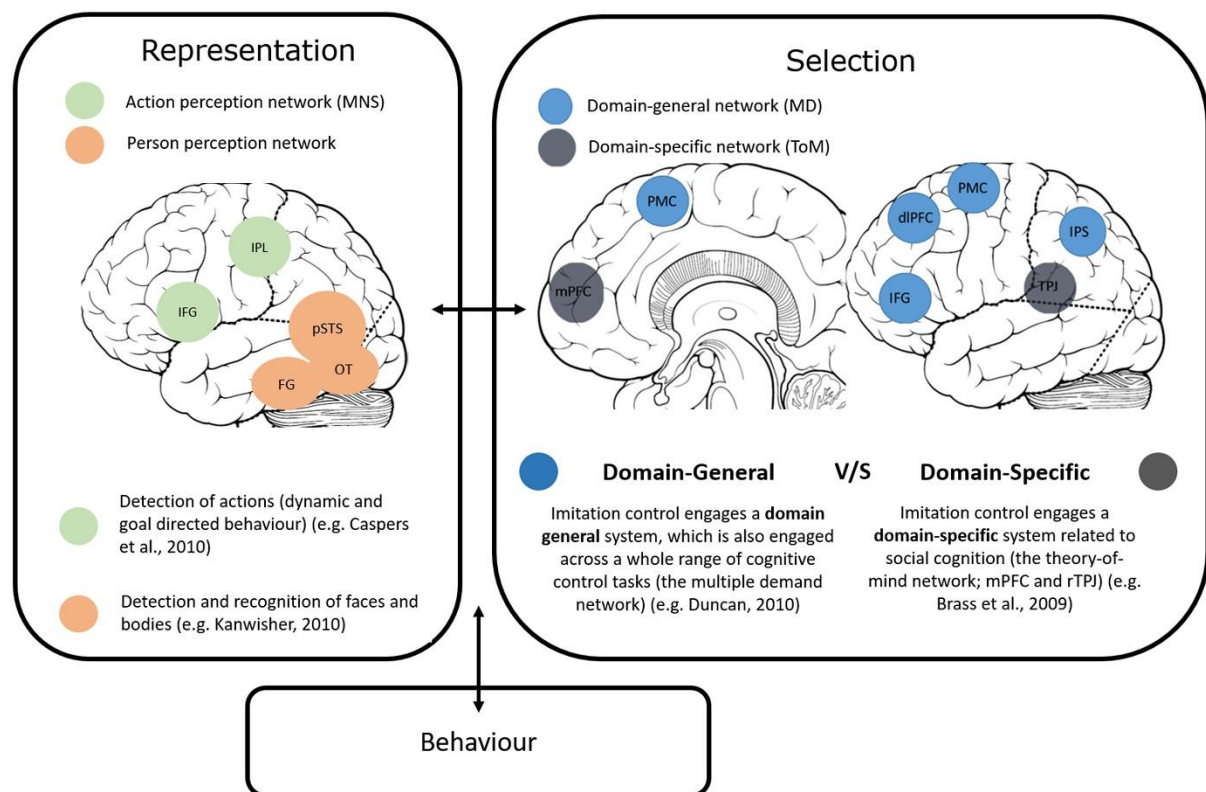 Representation
Action perception network (MNS)
Person perception network
IPL
IFG
pSTS
OT
FG
Detection of actions (dynamic and
goal directed behaviour) (e.g. Caspers
et al., 2010)
Detection and recognition of faces and
bodies (e.g. Kanwisher, 2010)
Selection
Domain-general network (MD)
Domain-specific network (ToM)
PMC
mPFC
PMC
dlPFC
IPS
TPJ
IFG
Domain-General V/S Domain-Specific
Imitation control engages a domain
general system, which is also engaged
across a whole range of cognitive
control tasks (the multiple demand
network) (e.g. Duncan, 2010)
Imitation control engages a
domain-specific system related to
social cognition (the theory-of-
mind network; mPFC and rTPJ) (e.g.
Brass et al., 2009)
Behaviour